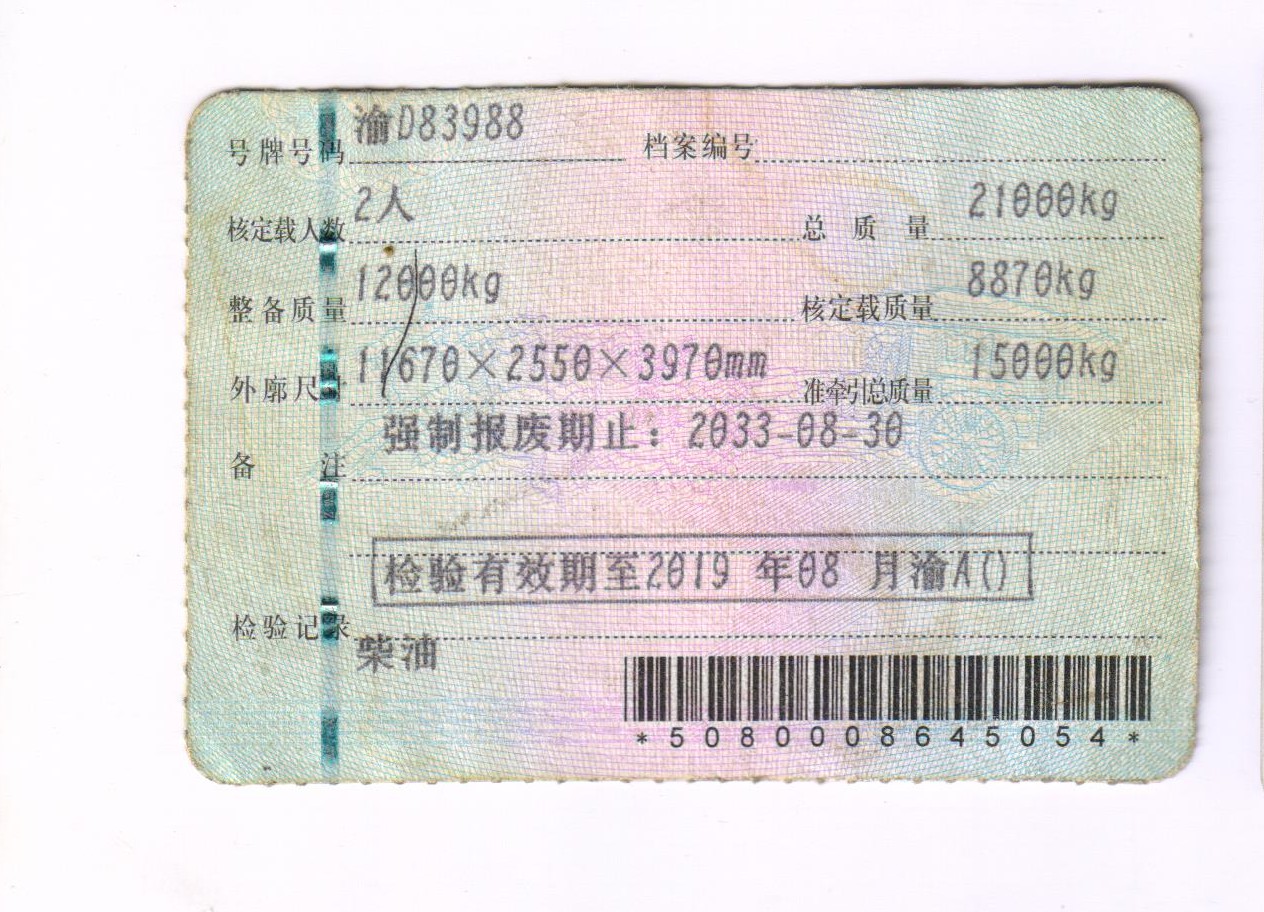 号牌号码 渝D83988 档案编号
核定载人数 2人 总质量 21000kg
整备质量 12000kg 核定载质量 8870kg
外廓尺寸 11670×2550×3970mm 准牵引总质量 15000kg
备注 强制报废期止：2033-08-30
检验有效期至2019 年08 月渝A()
检验记录
柴油
*5080008645054*